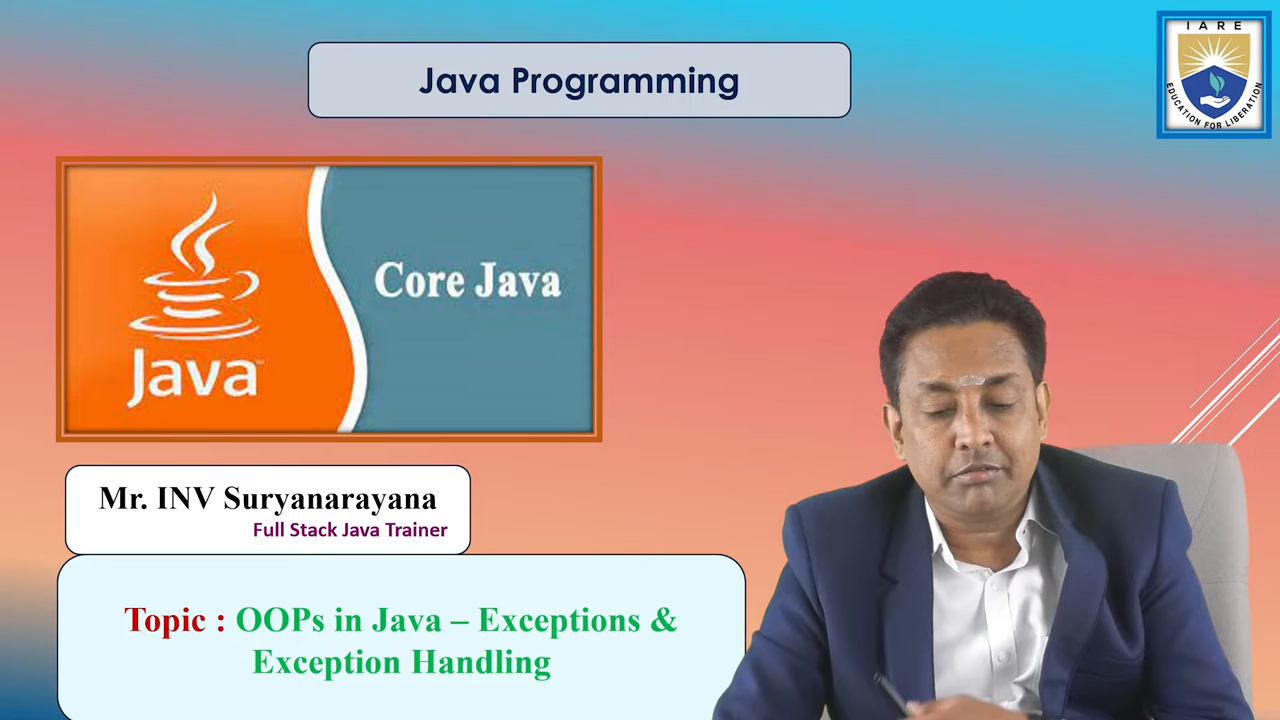 Java Programming
IARE
EDUCATION FOR LIBERATION
Core Java
Java™
Mr. INV Suryanarayana
Full Stack Java Trainer
Topic : OOPs in Java – Exceptions &
Exception Handling